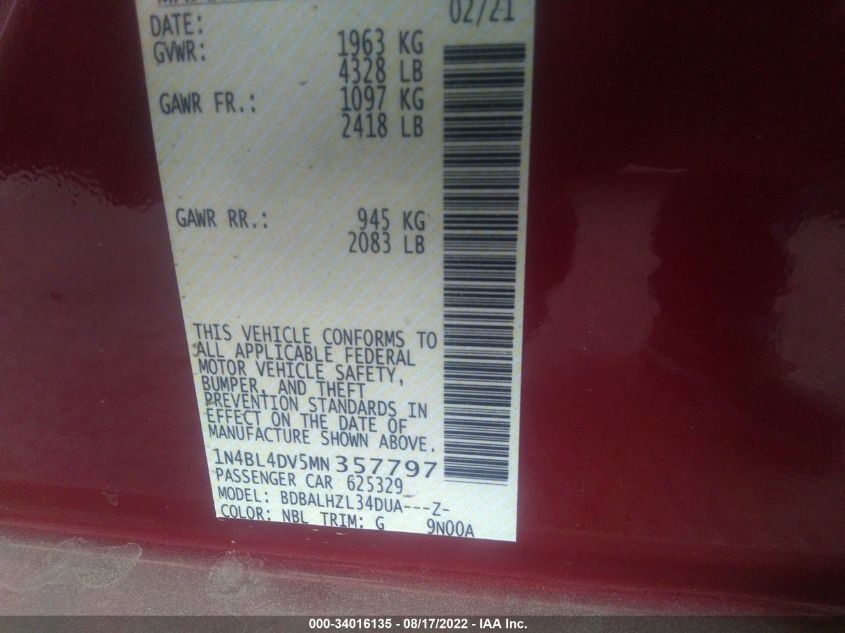 02/21
DATE:
GVWR: 1963 KG
4328 LB
GAWR FR.: 1097 KG
2418 LB
GAWR RR.: 945 KG
2083 LB
THIS VEHICLE CONFORMS TO
ALL APPLICABLE FEDERAL
MOTOR VEHICLE SAFETY,
BUMPER, AND THEFT
PREVENTION STANDARDS IN
EFFECT ON THE DATE OF
MANUFACTURE SHOWN ABOVE.
1N4BL4DV5MN357797
PASSENGER CAR 625329
MODEL: BDBALHZL34DUA---Z-
COLOR: NBL TRIM: G 9N00A
000-34016135 - 08/17/2022 - IAA Inc.